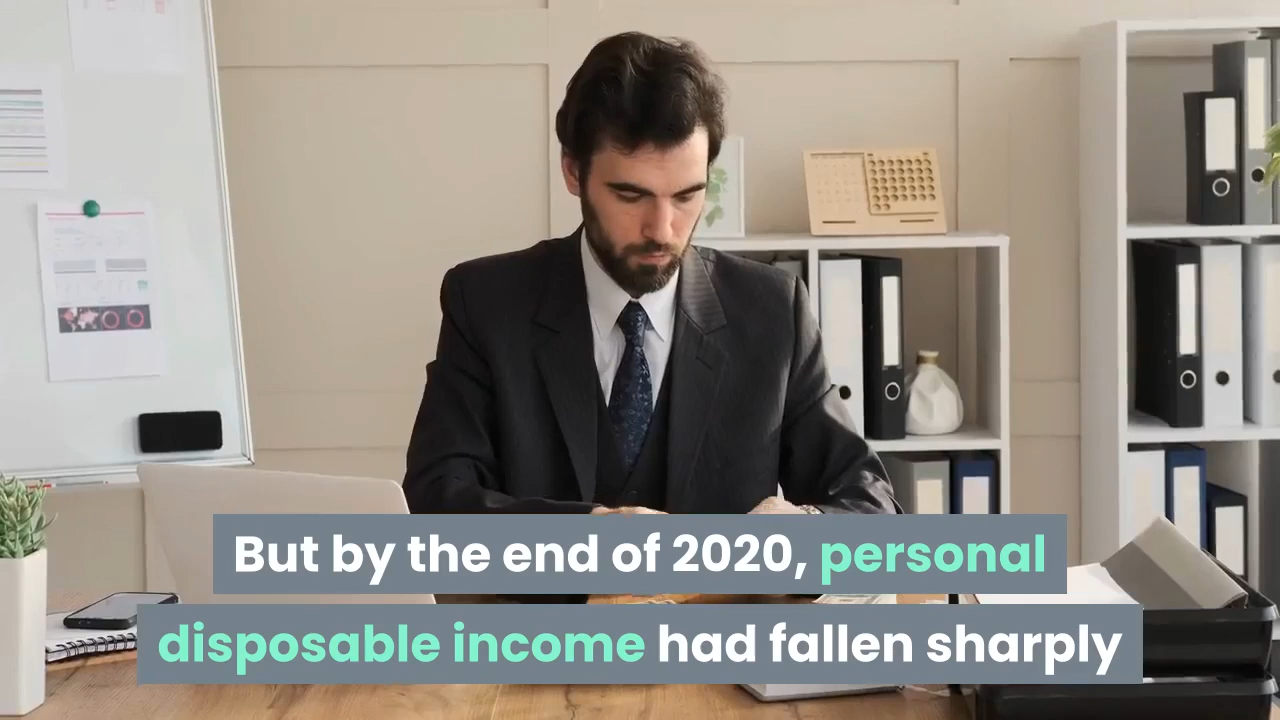 But by the end of 2020, personal
disposable income had fallen sharply